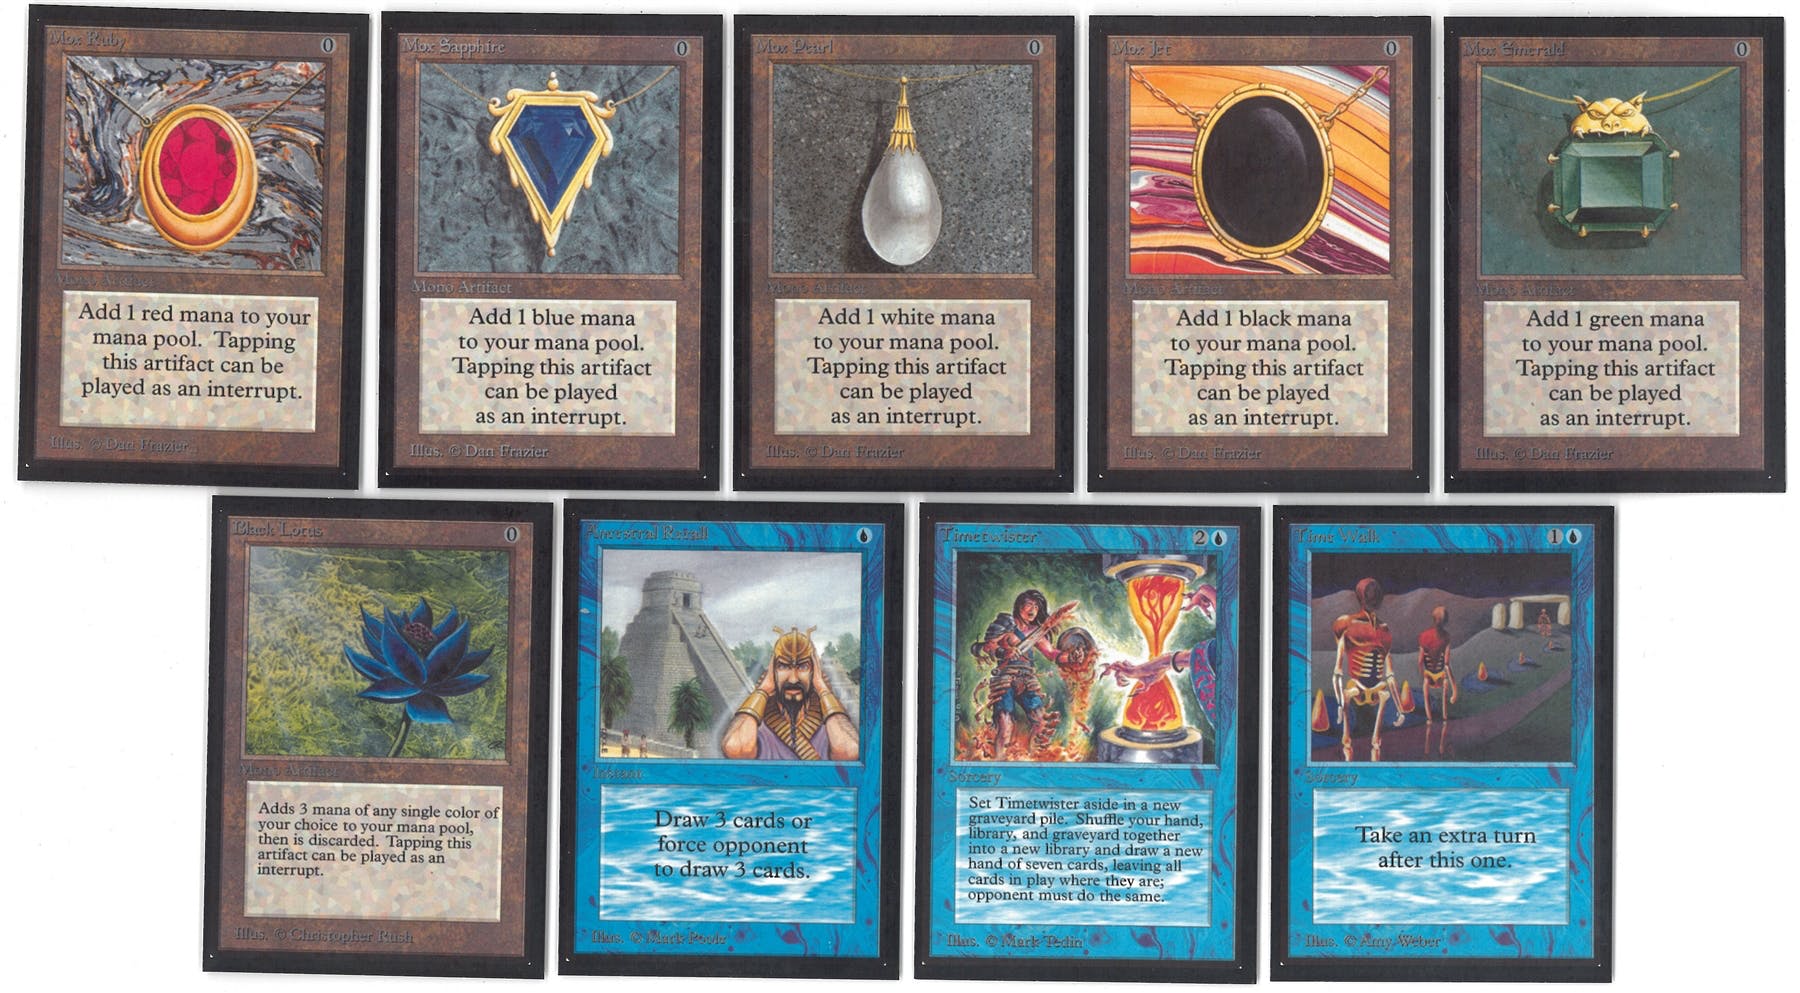 Mox Ruby 0
Add 1 red mana to your
mana pool. Tapping
this artifact can be
played as an interrupt.
Mono Artifact
Illus. © Dan Frazier
Mox Sapphire 0
Mono Artifact
Add 1 blue mana
to your mana pool.
Tapping this artifact
can be played
as an interrupt.
Illus. © Dan Frazier
Mox Pearl 0
Mono Artifact
Add 1 white mana
to your mana pool.
Tapping this artifact
can be played
as an interrupt.
Illus. © Dan Frazier
Mox Jet 0
Mono Artifact
Add 1 black mana
to your mana pool.
Tapping this artifact
can be played
as an interrupt.
Illus. © Dan Frazier
Mox Emerald 0
Mono Artifact
Add 1 green mana
to your mana pool.
Tapping this artifact
can be played
as an interrupt.
Illus. © Dan Frazier
Black Lotus 0
Mono Artifact
Adds 3 mana of any single color of
your choice to your mana pool,
then is discarded. Tapping this
artifact can be played as an
interrupt.
Illus. © Christopher Rush
Ancestral Recall
Instant
Draw 3 cards or
force opponent
to draw 3 cards.
Illus. © Mark Poole
Timetwister 2
Sorcery
Set Timetwister aside in a new
graveyard pile. Shuffle your hand,
library, and graveyard together
into a new library and draw a new
hand of seven cards, leaving all
cards in play where they are;
opponent must do the same.
Illus. © Mark Tedin
Time Walk 1
Sorcery
Take an extra turn
after this one.
Illus. © Amy Weber